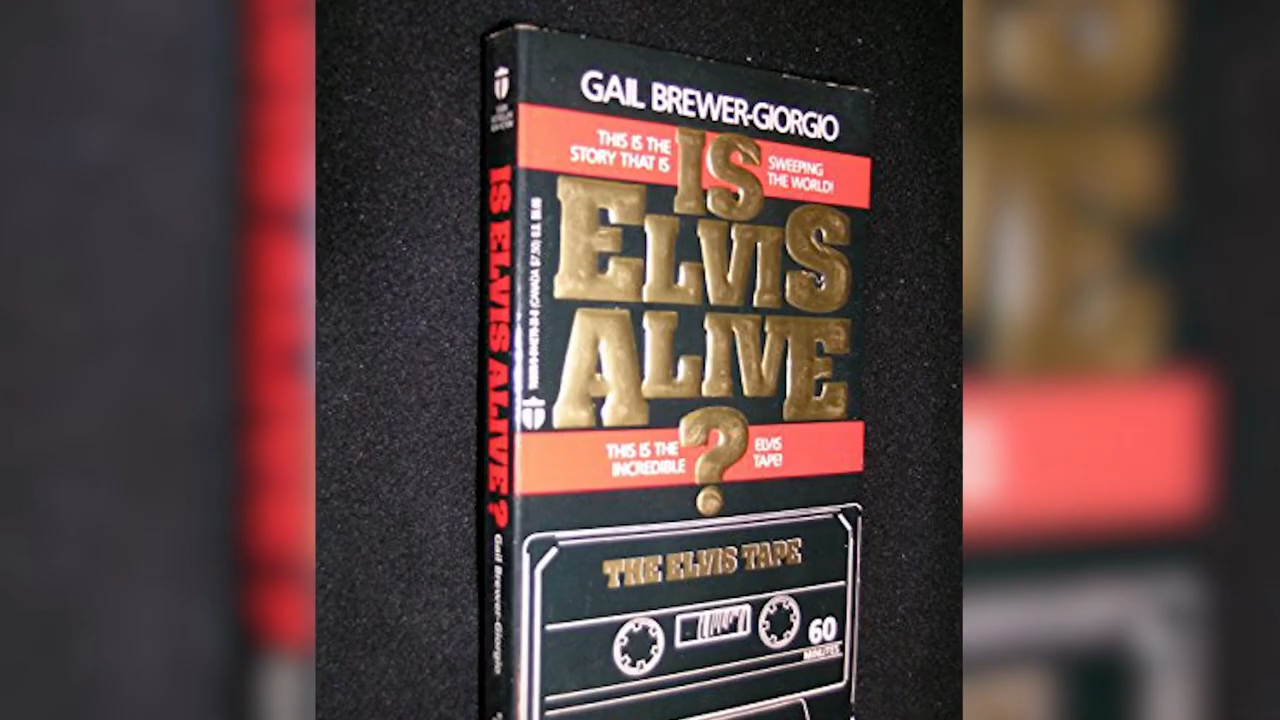 GAIL BREWER-GIORGIO
THIS IS THE
STORY THAT IS
SWEEPING
THE WORLD!
IS
ELVIS
ALIVE
?
THIS IS THE
INCREDIBLE
ELVIS
TAPE!
THE ELVIS TAPE
60
MINUTES
IS ELVIS ALIVE?
Gail Brewer-Giorgio